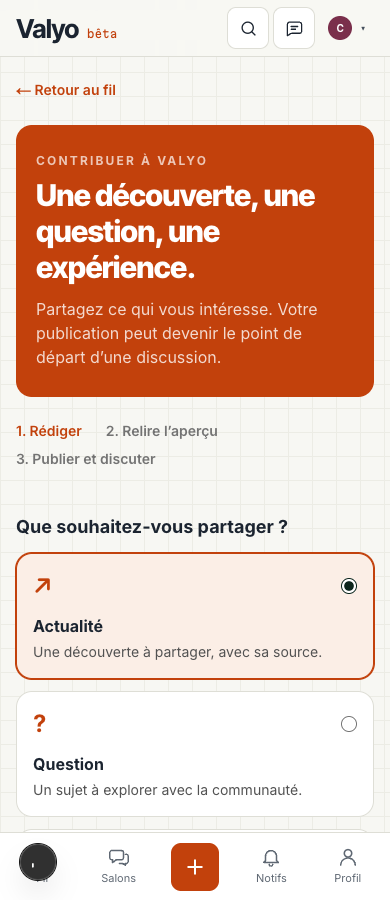 Valyo bêta
C
← Retour au fil
CONTRIBUER À VALYO
Une découverte, une
question, une
expérience.
Partagez ce qui vous intéresse. Votre
publication peut devenir le point de
départ d’une discussion.
1. Rédiger 2. Relire l’aperçu
3. Publier et discuter
Que souhaitez-vous partager ?
Actualité
Une découverte à partager, avec sa source.
?
Question
Un sujet à explorer avec la communauté.
Salons Notifs Profil